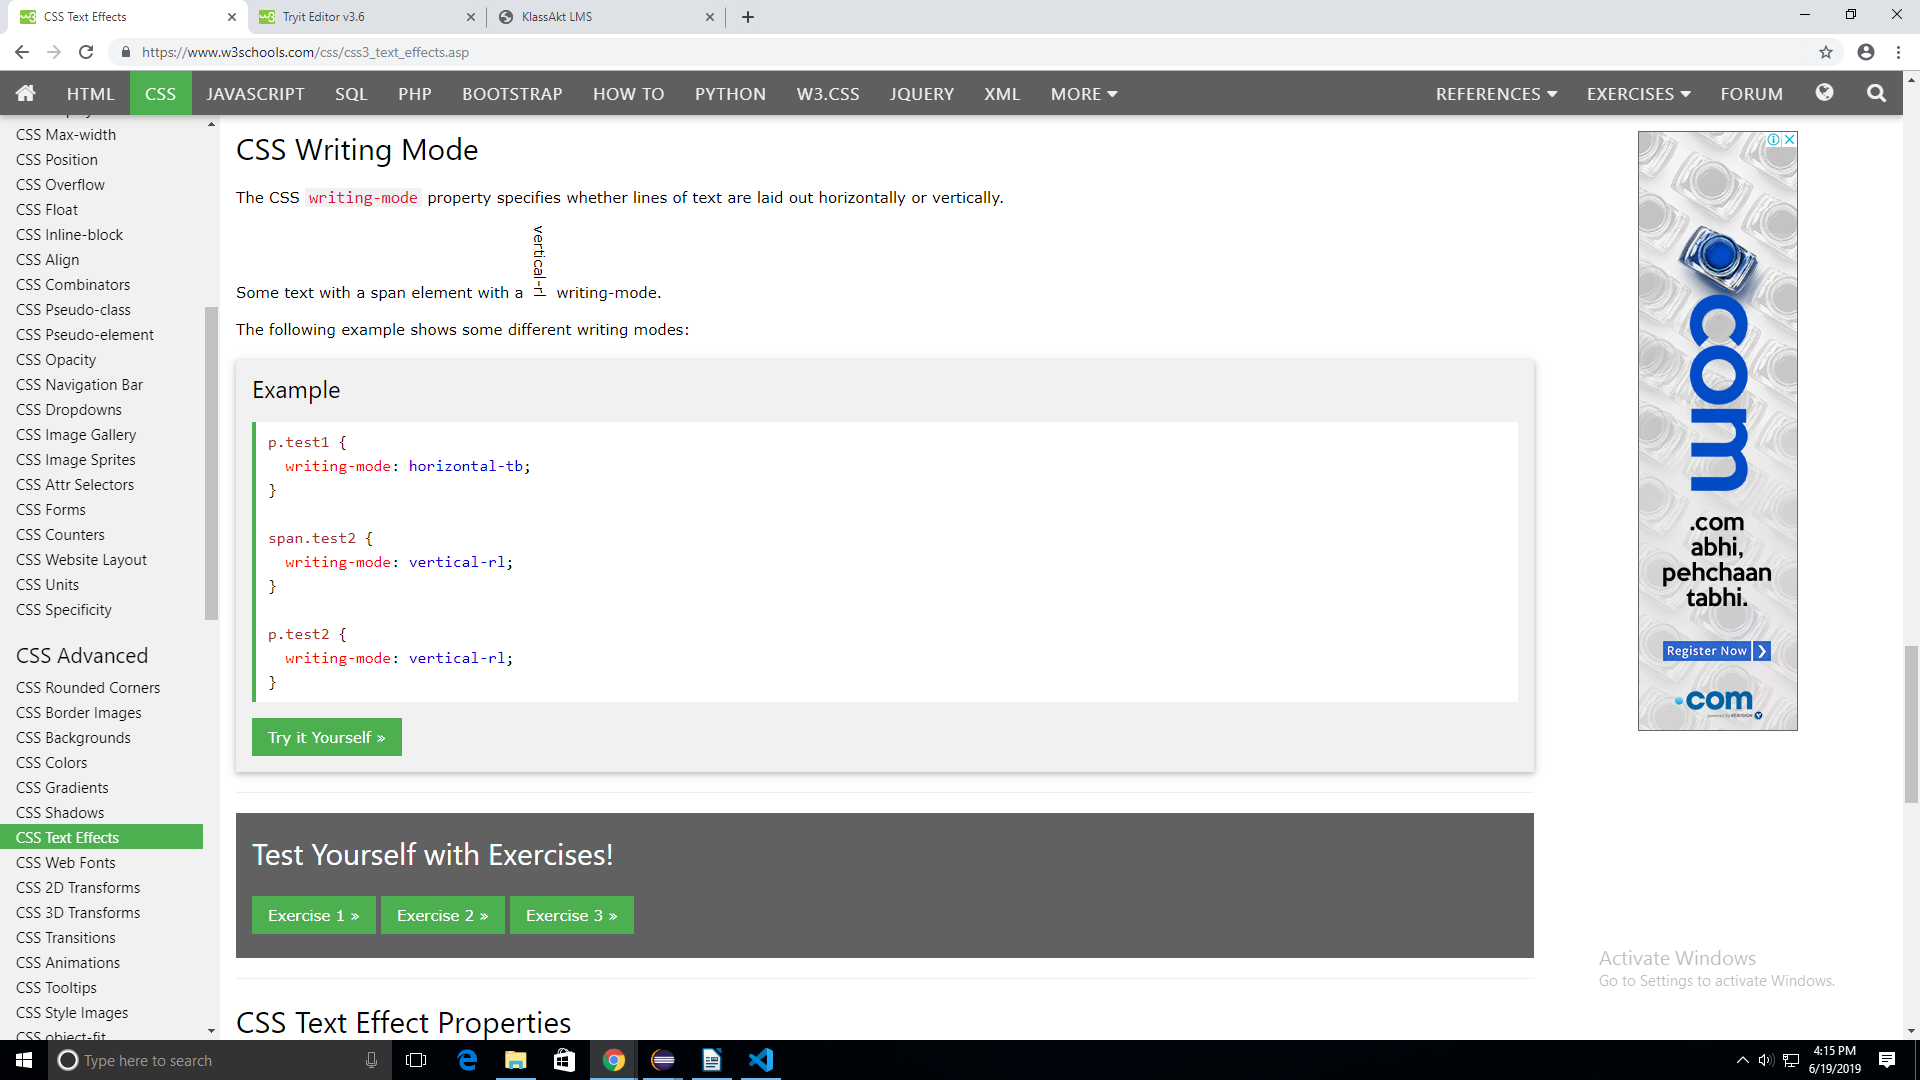 CSS Text Effects
Tryit Editor v3.6
KlassAkt LMS
https://www.w3schools.com/css/css3_text_effects.asp
HTML CSS JAVASCRIPT SQL PHP BOOTSTRAP HOW TO PYTHON W3.CSS JQUERY XML MORE REFERENCES EXERCISES FORUM
CSS Max-width
CSS Position
CSS Overflow
CSS Float
CSS Inline-block
CSS Align
CSS Combinators
CSS Pseudo-class
CSS Pseudo-element
CSS Opacity
CSS Navigation Bar
CSS Dropdowns
CSS Image Gallery
CSS Image Sprites
CSS Attr Selectors
CSS Forms
CSS Counters
CSS Website Layout
CSS Units
CSS Specificity
CSS Advanced
CSS Rounded Corners
CSS Border Images
CSS Backgrounds
CSS Colors
CSS Gradients
CSS Shadows
CSS Text Effects
CSS Web Fonts
CSS 2D Transforms
CSS 3D Transforms
CSS Transitions
CSS Animations
CSS Tooltips
CSS Style Images
CSS object-fit
CSS Writing Mode
The CSS writing-mode property specifies whether lines of text are laid out horizontally or vertically.
Some text with a span element with a vertical-rl writing-mode.
The following example shows some different writing modes:
Example
p.test1 {
writing-mode: horizontal-tb;
}
span.test2 {
writing-mode: vertical-rl;
}
p.test2 {
writing-mode: vertical-rl;
}
Try it Yourself »
Test Yourself with Exercises!
Exercise 1 » Exercise 2 » Exercise 3 »
CSS Text Effect Properties
com
.com
abhi,
pehchaan
tabhi.
Register Now ❯
.com
powered by VERISIGN
Activate Windows
Go to Settings to activate Windows.
Type here to search
4:15 PM
6/19/2019